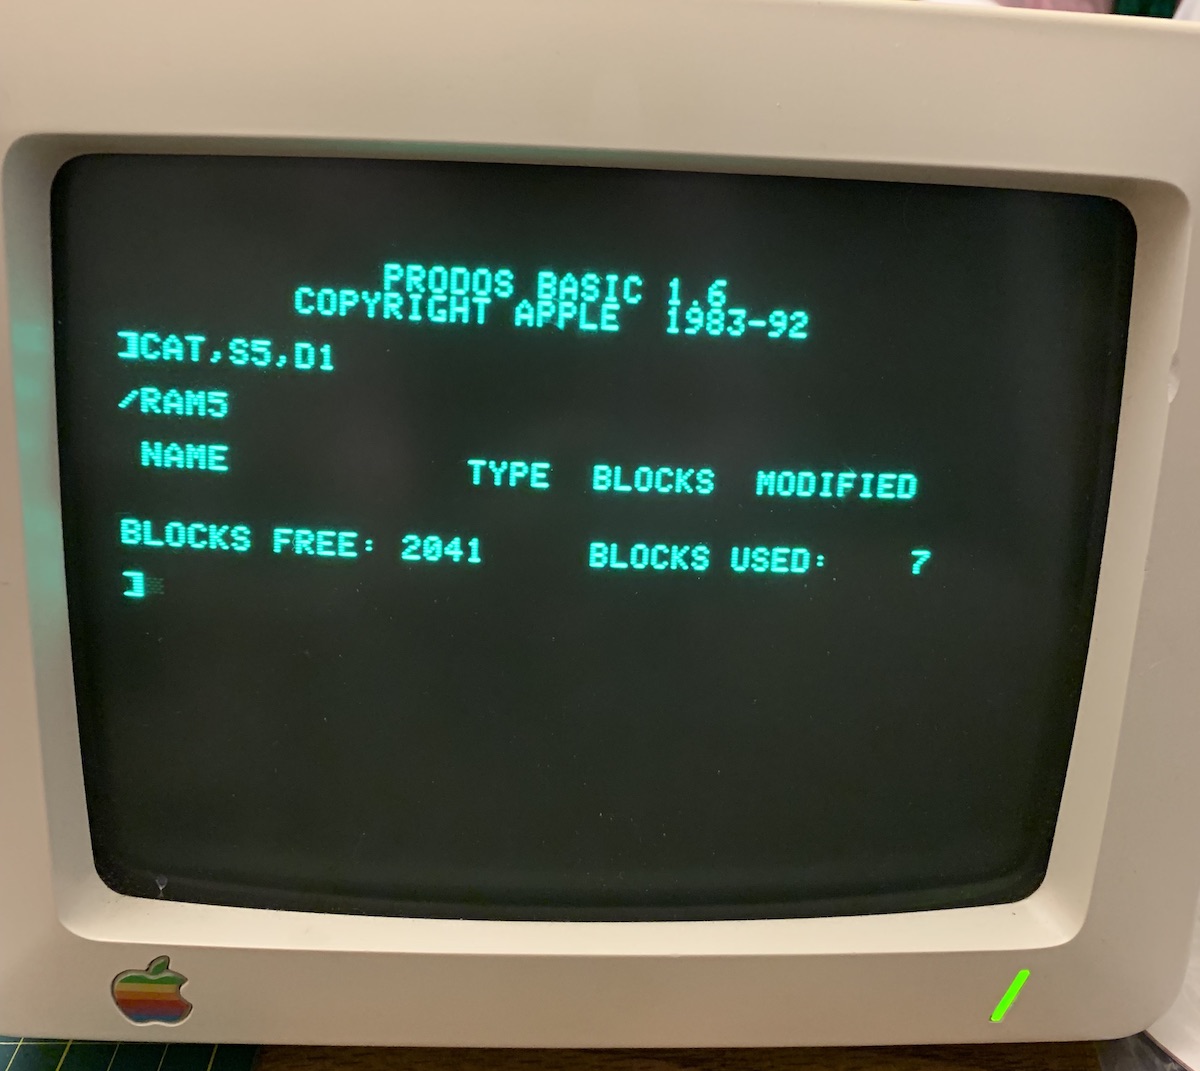 PRODOS BASIC 1.6
COPYRIGHT APPLE  1983-92
]CAT,S5,D1
/RAM5
NAME TYPE BLOCKS MODIFIED
BLOCKS FREE: 2041 BLOCKS USED: 7
]